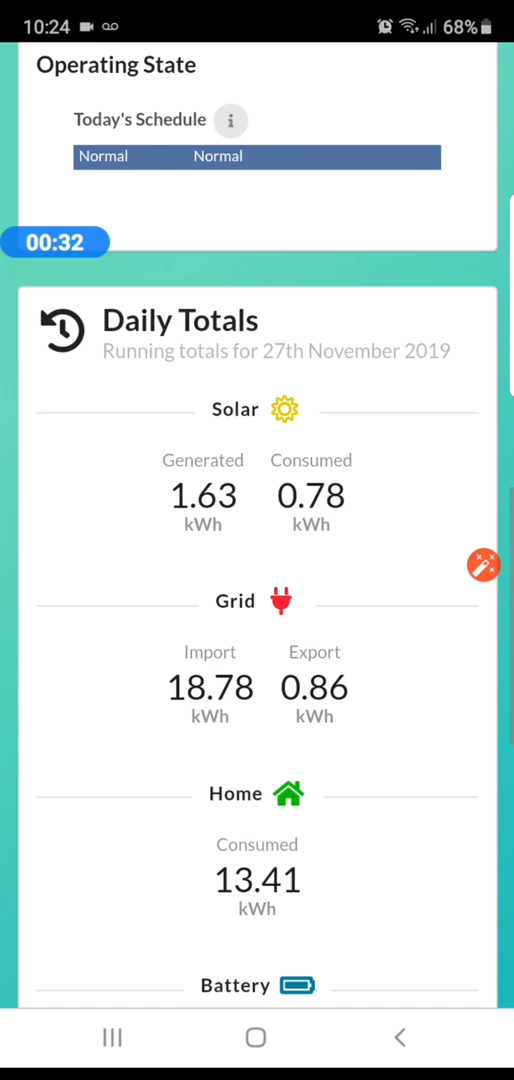 10:24 68%
Operating State
Today's Schedule i
Normal Normal
00:32
Daily Totals
Running totals for 27th November 2019
Solar
Generated Consumed
1.63 0.78
kWh kWh
Grid
Import Export
18.78 0.86
kWh kWh
Home
Consumed
13.41
kWh
Battery